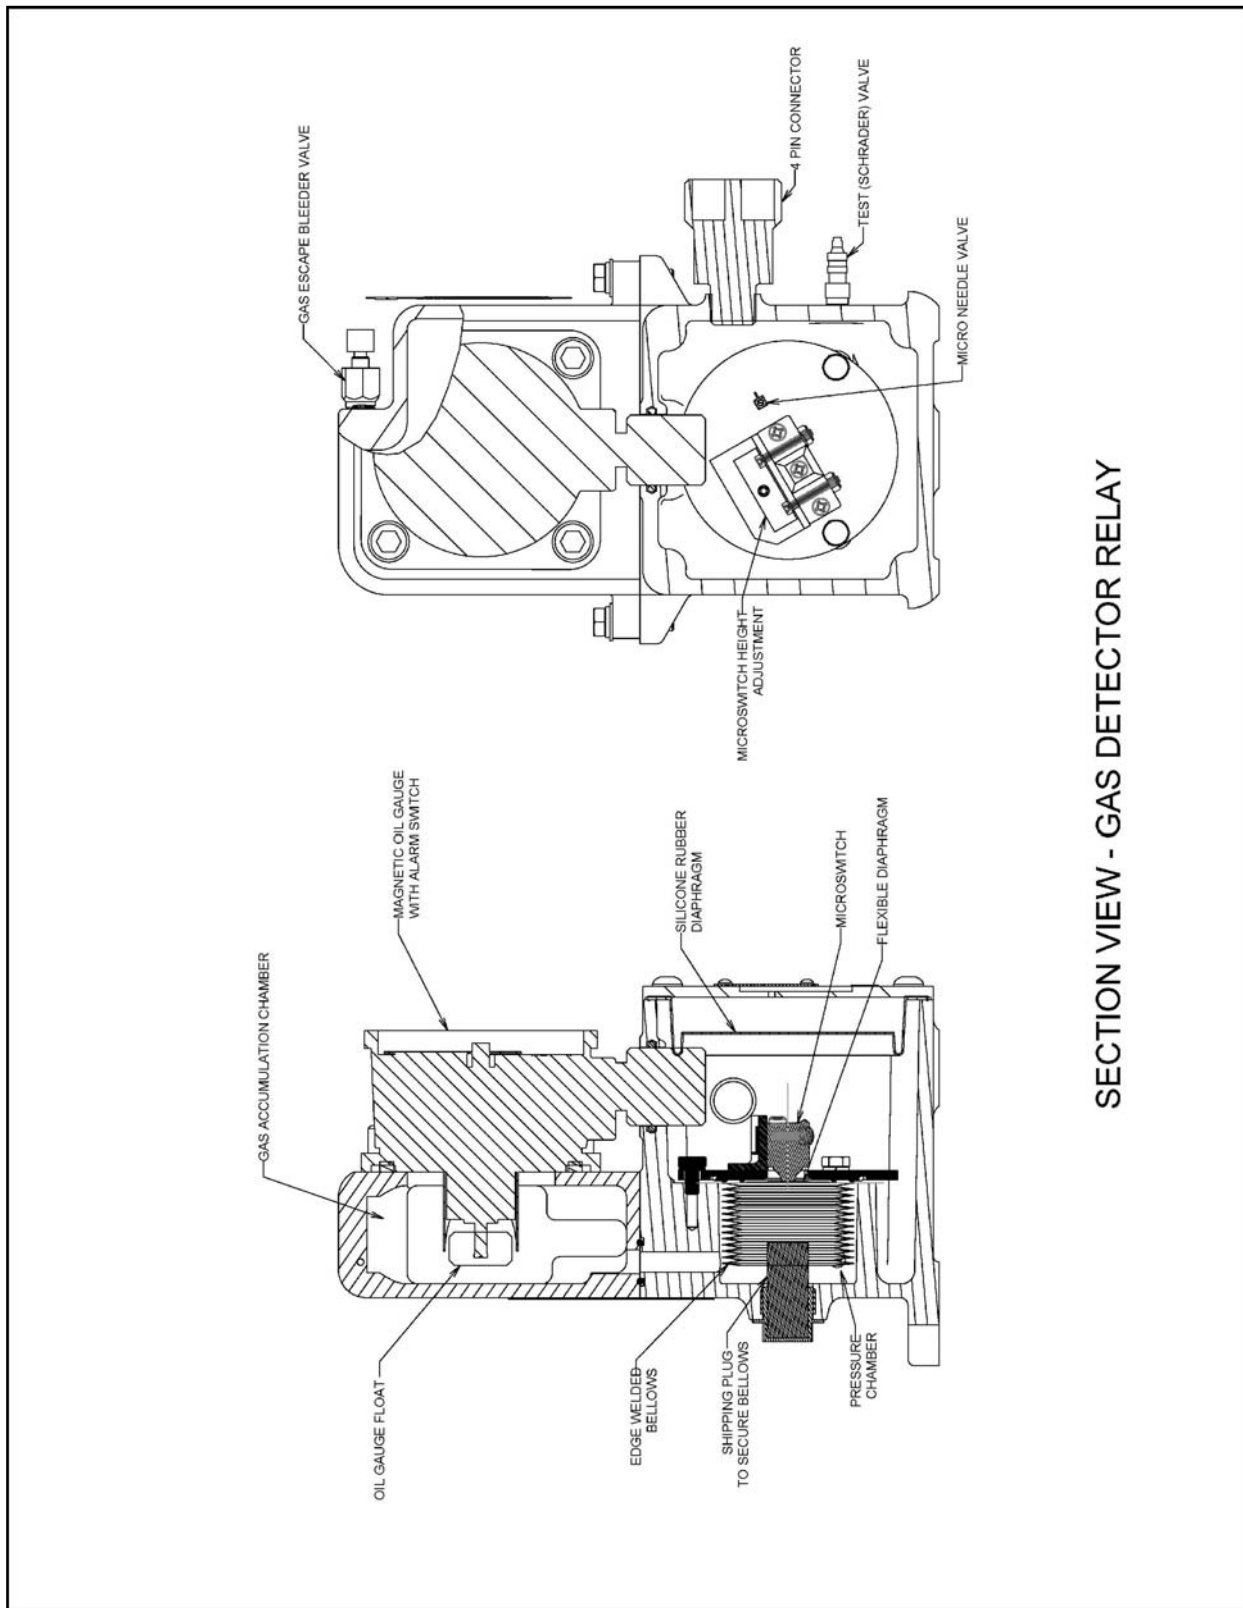 GAS ACCUMULATION CHAMBER
MAGNETIC OIL GAUGE
WITH ALARM SWITCH
OIL GAUGE FLOAT
EDGE WELDED
BELLOWS
SHIPPING PLUG
TO SECURE BELLOWS
PRESSURE
CHAMBER
SILICONE RUBBER
DIAPHRAGM
MICROSWITCH
FLEXIBLE DIAPHRAGM
GAS ESCAPE BLEEDER VALVE
4 PIN CONNECTOR
TEST (SCHRADER) VALVE
MICRO NEEDLE VALVE
MICROSWITCH HEIGHT
ADJUSTMENT
SECTION VIEW - GAS DETECTOR RELAY